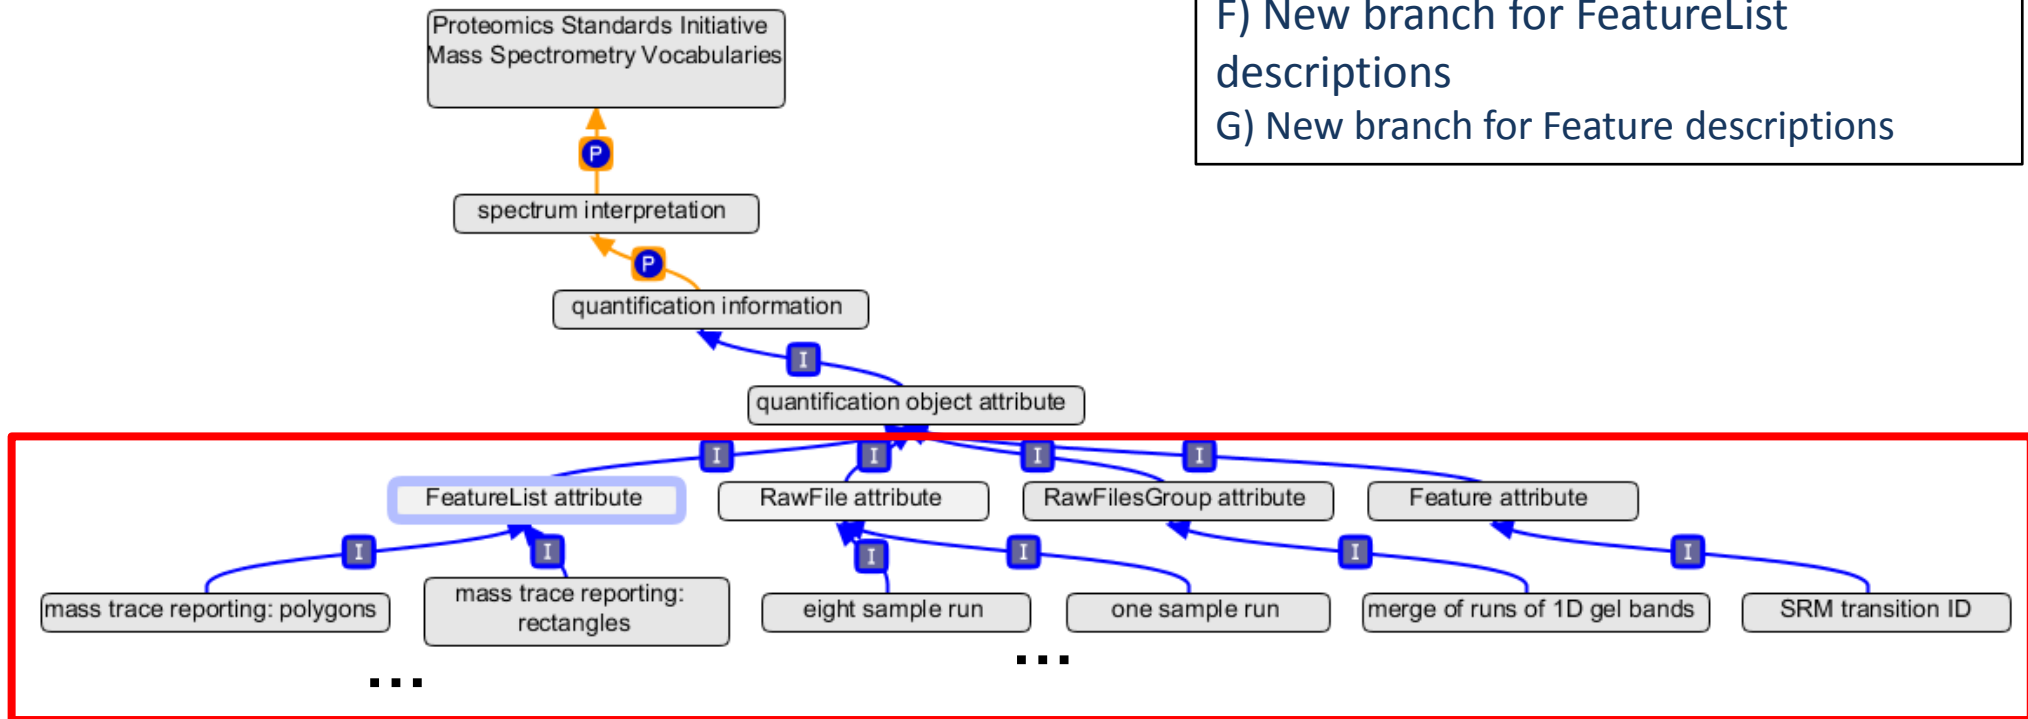 Proteomics Standards Initiative
Mass Spectrometry Vocabularies
F) New branch for FeatureList
descriptions
G) New branch for Feature descriptions
P
spectrum interpretation
P
quantification information
I
quantification object attribute
I I I I
FeatureList attribute RawFile attribute RawFilesGroup attribute Feature attribute
I I I I I I
mass trace reporting: polygons
mass trace reporting:
rectangles
eight sample run
one sample run
merge of runs of 1D gel bands
SRM transition ID
...
...